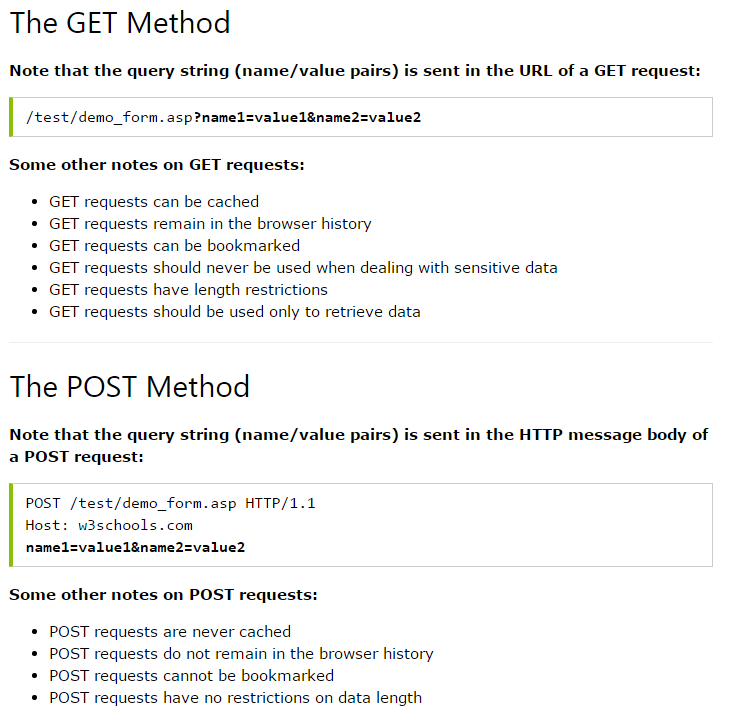 The GET Method
Note that the query string (name/value pairs) is sent in the URL of a GET request:
/test/demo_form.asp?name1=value1&name2=value2
Some other notes on GET requests:
GET requests can be cached
GET requests remain in the browser history
GET requests can be bookmarked
GET requests should never be used when dealing with sensitive data
GET requests have length restrictions
GET requests should be used only to retrieve data
The POST Method
Note that the query string (name/value pairs) is sent in the HTTP message body of
a POST request:
POST /test/demo_form.asp HTTP/1.1
Host: w3schools.com
name1=value1&name2=value2
Some other notes on POST requests:
POST requests are never cached
POST requests do not remain in the browser history
POST requests cannot be bookmarked
POST requests have no restrictions on data length